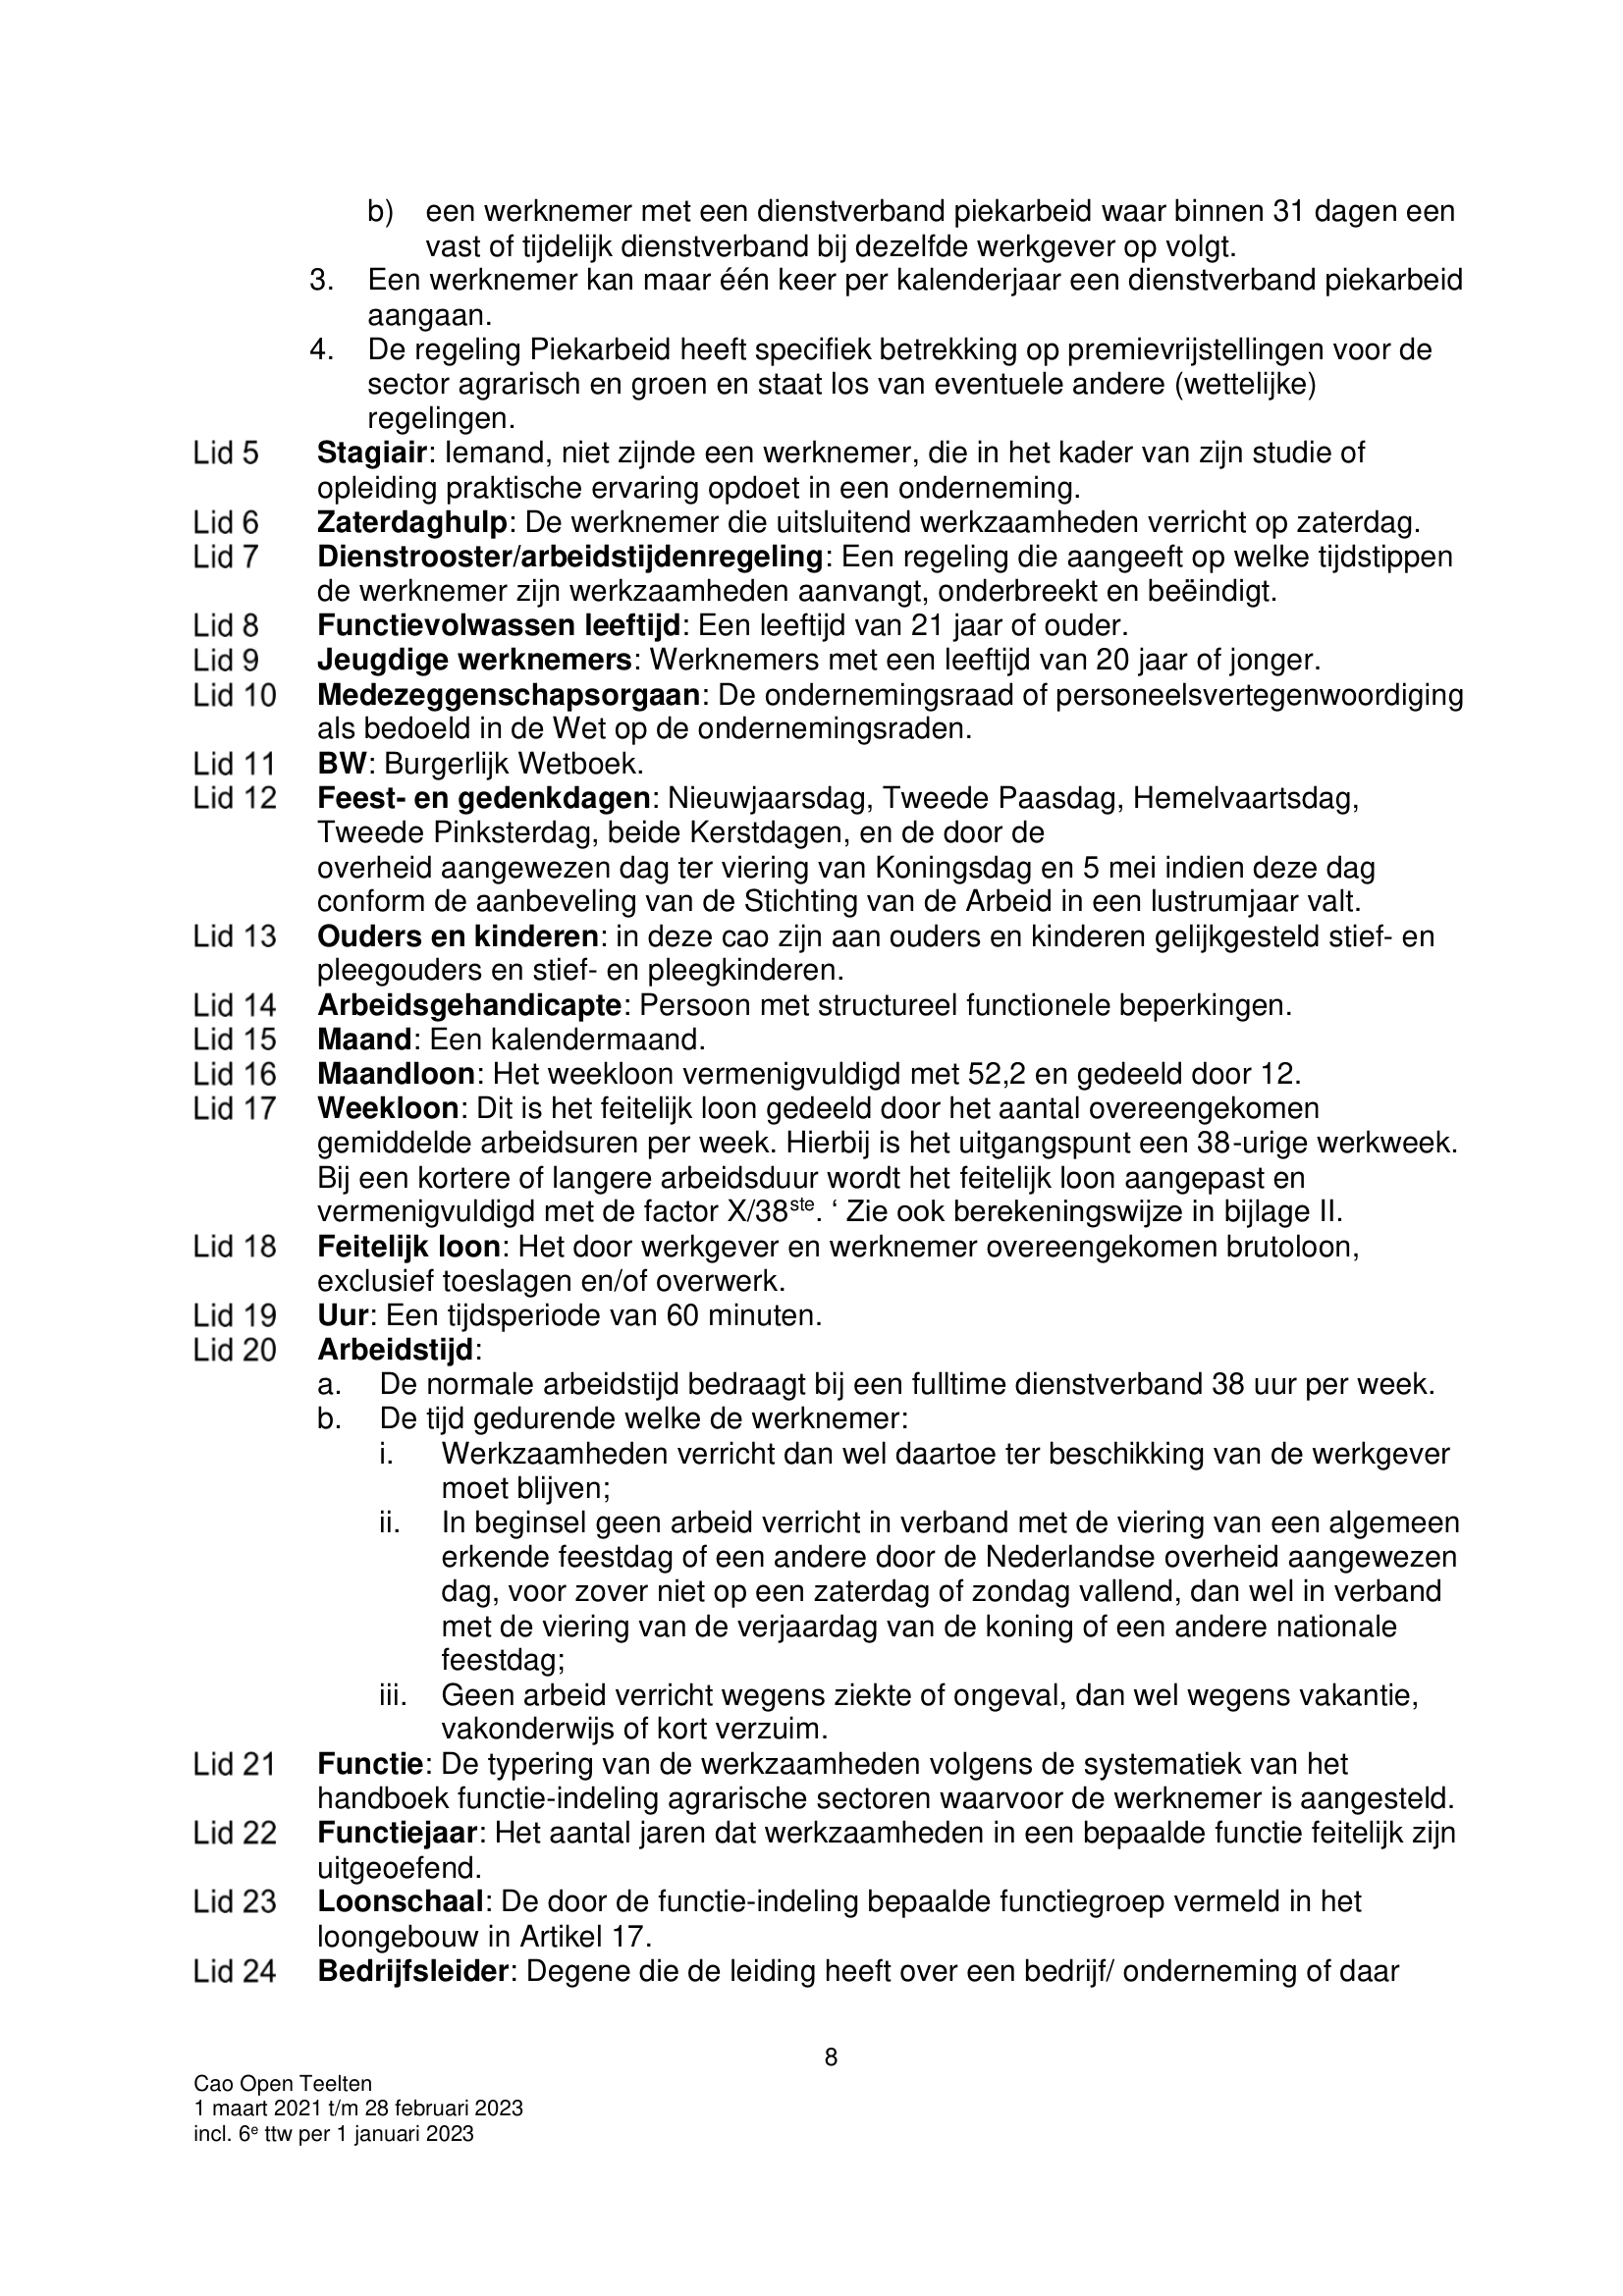 b) een werknemer met een dienstverband piekarbeid waar binnen 31 dagen een
vast of tijdelijk dienstverband bij dezelfde werkgever op volgt.
3. Een werknemer kan maar één keer per kalenderjaar een dienstverband piekarbeid
aangaan.
4. De regeling Piekarbeid heeft specifiek betrekking op premievrijstellingen voor de
sector agrarisch en groen en staat los van eventuele andere (wettelijke)
regelingen.
Lid 5 Stagiair: Iemand, niet zijnde een werknemer, die in het kader van zijn studie of
opleiding praktische ervaring opdoet in een onderneming.
Lid 6 Zaterdaghulp: De werknemer die uitsluitend werkzaamheden verricht op zaterdag.
Lid 7 Dienstrooster/arbeidstijdenregeling: Een regeling die aangeeft op welke tijdstippen
de werknemer zijn werkzaamheden aanvangt, onderbreekt en beëindigt.
Lid 8 Functievolwassen leeftijd: Een leeftijd van 21 jaar of ouder.
Lid 9 Jeugdige werknemers: Werknemers met een leeftijd van 20 jaar of jonger.
Lid 10 Medezeggenschapsorgaan: De ondernemingsraad of personeelsvertegenwoordiging
als bedoeld in de Wet op de ondernemingsraden.
Lid 11 BW: Burgerlijk Wetboek.
Lid 12 Feest- en gedenkdagen: Nieuwjaarsdag, Tweede Paasdag, Hemelvaartsdag,
Tweede Pinksterdag, beide Kerstdagen, en de door de
overheid aangewezen dag ter viering van Koningsdag en 5 mei indien deze dag
conform de aanbeveling van de Stichting van de Arbeid in een lustrumjaar valt.
Lid 13 Ouders en kinderen: in deze cao zijn aan ouders en kinderen gelijkgesteld stief- en
pleegouders en stief- en pleegkinderen.
Lid 14 Arbeidsgehandicapte: Persoon met structureel functionele beperkingen.
Lid 15 Maand: Een kalendermaand.
Lid 16 Maandloon: Het weekloon vermenigvuldigd met 52,2 en gedeeld door 12.
Lid 17 Weekloon: Dit is het feitelijk loon gedeeld door het aantal overeengekomen
gemiddelde arbeidsuren per week. Hierbij is het uitgangspunt een 38-urige werkweek.
Bij een kortere of langere arbeidsduur wordt het feitelijk loon aangepast en
vermenigvuldigd met de factor X/38ste. ‘ Zie ook berekeningswijze in bijlage II.
Lid 18 Feitelijk loon: Het door werkgever en werknemer overeengekomen brutoloon,
exclusief toeslagen en/of overwerk.
Lid 19 Uur: Een tijdsperiode van 60 minuten.
Lid 20 Arbeidstijd:
a. De normale arbeidstijd bedraagt bij een fulltime dienstverband 38 uur per week.
b. De tijd gedurende welke de werknemer:
i. Werkzaamheden verricht dan wel daartoe ter beschikking van de werkgever
moet blijven;
ii. In beginsel geen arbeid verricht in verband met de viering van een algemeen
erkende feestdag of een andere door de Nederlandse overheid aangewezen
dag, voor zover niet op een zaterdag of zondag vallend, dan wel in verband
met de viering van de verjaardag van de koning of een andere nationale
feestdag;
iii. Geen arbeid verricht wegens ziekte of ongeval, dan wel wegens vakantie,
vakonderwijs of kort verzuim.
Lid 21 Functie: De typering van de werkzaamheden volgens de systematiek van het
handboek functie-indeling agrarische sectoren waarvoor de werknemer is aangesteld.
Lid 22 Functiejaar: Het aantal jaren dat werkzaamheden in een bepaalde functie feitelijk zijn
uitgeoefend.
Lid 23 Loonschaal: De door de functie-indeling bepaalde functiegroep vermeld in het
loongebouw in Artikel 17.
Lid 24 Bedrijfsleider: Degene die de leiding heeft over een bedrijf/ onderneming of daar
8
Cao Open Teelten
1 maart 2021 t/m 28 februari 2023
incl. 6e ttw per 1 januari 2023